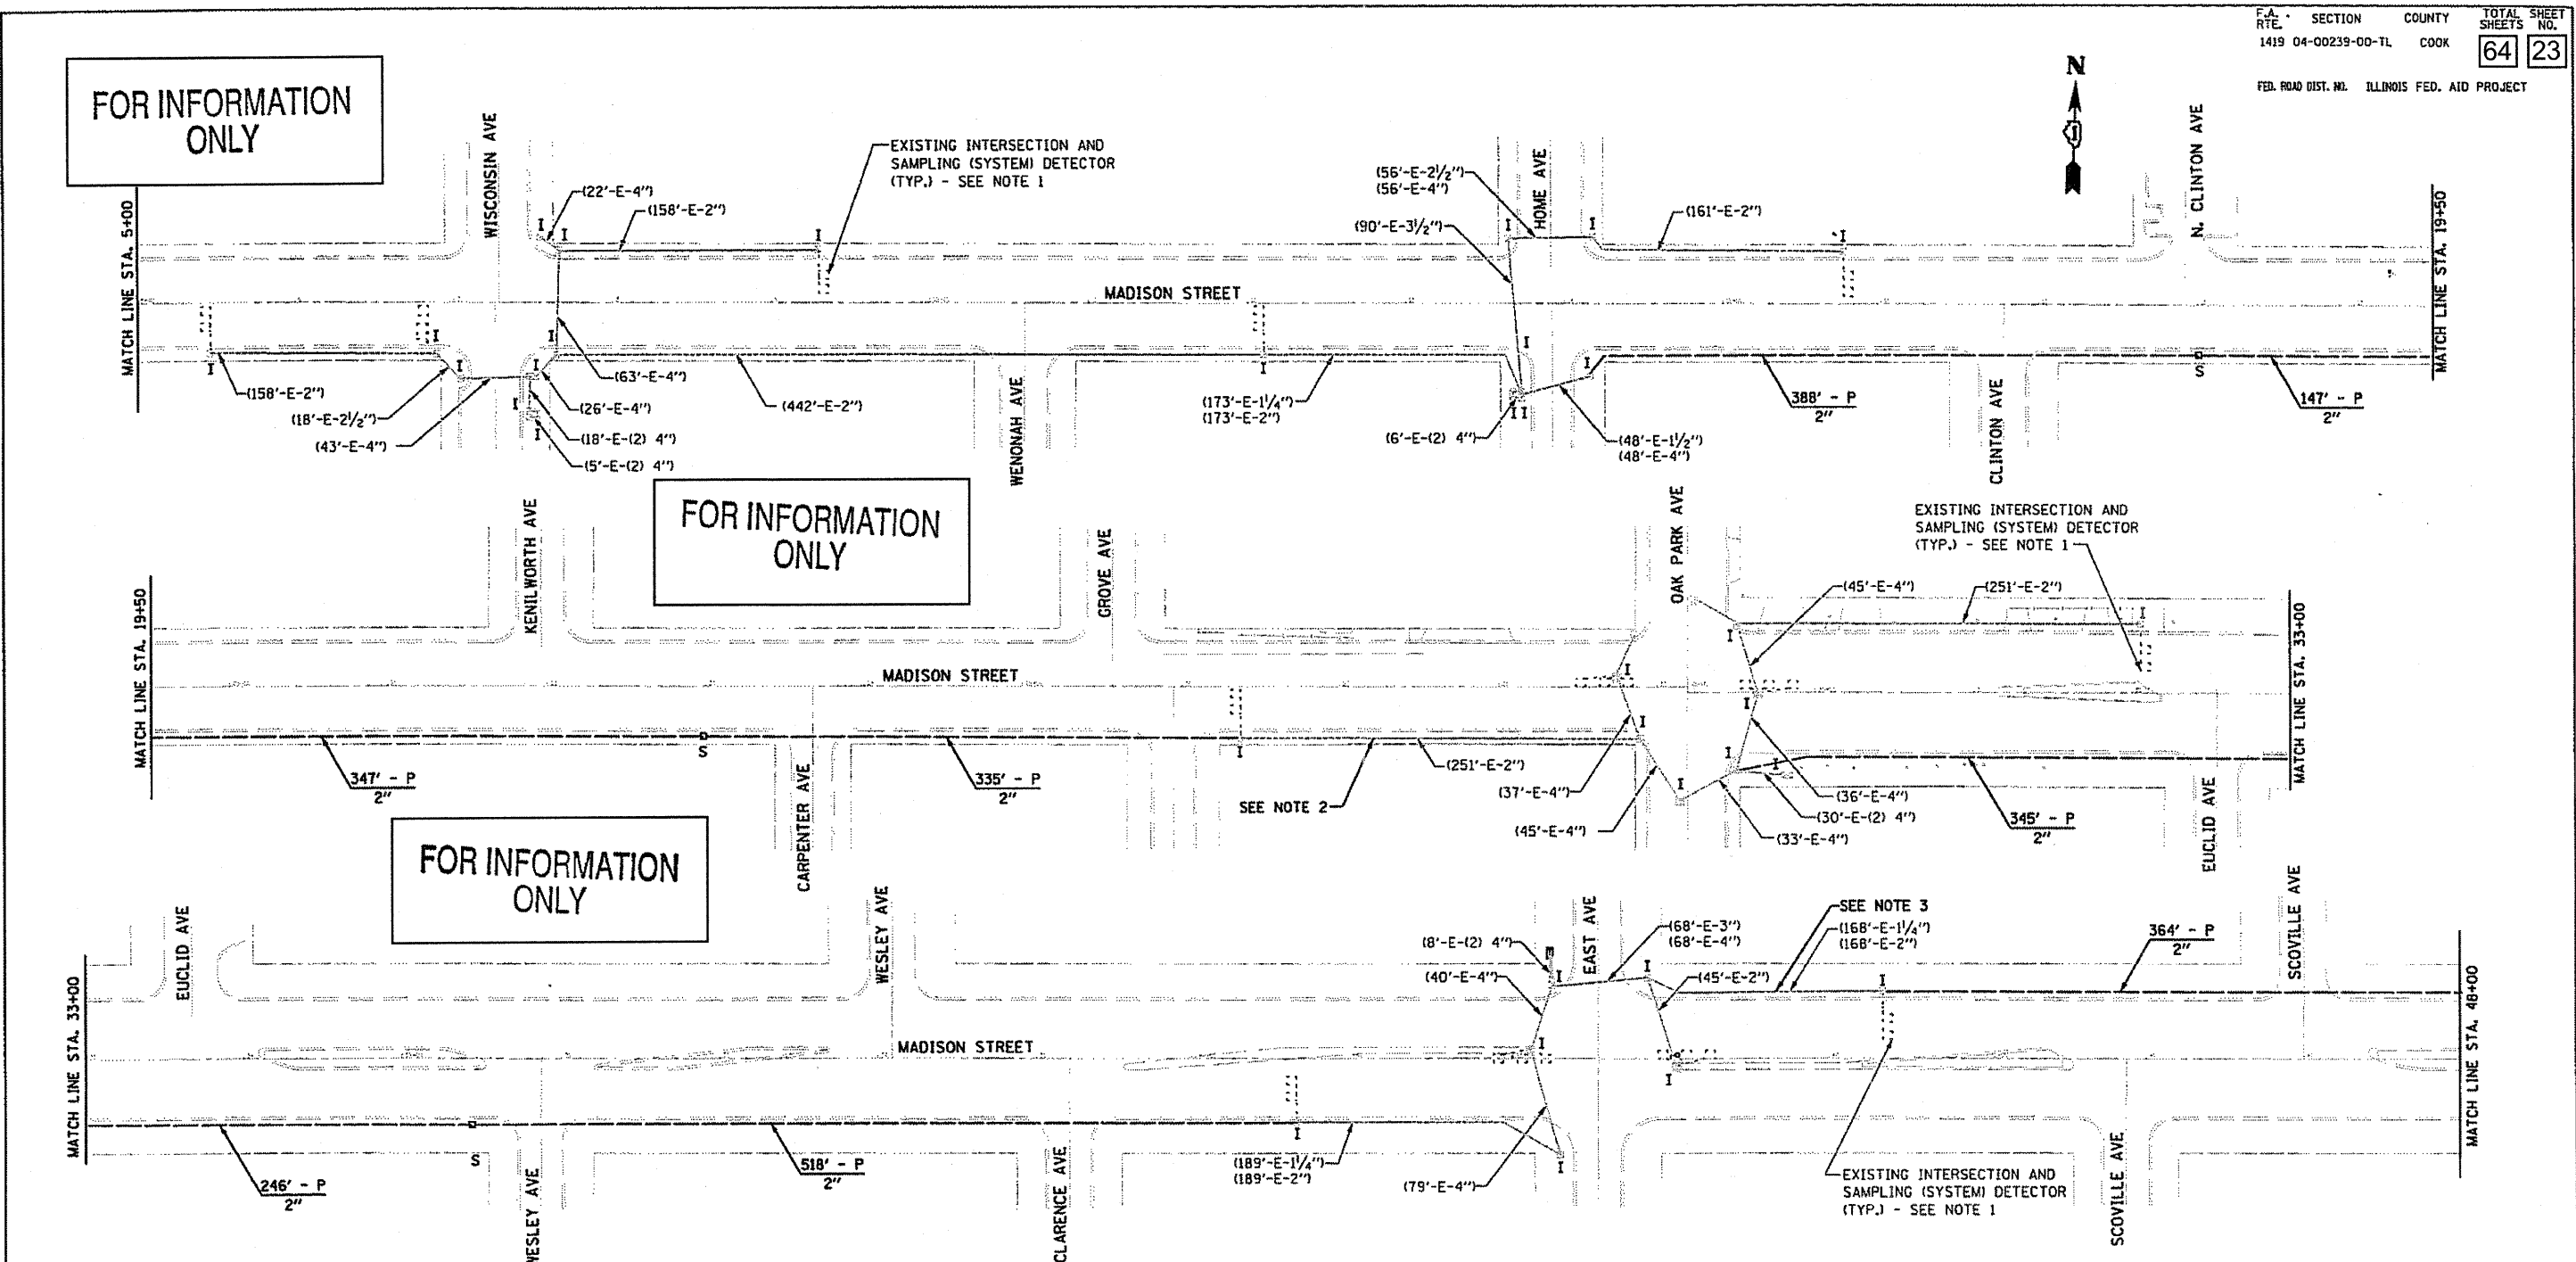 F.A. RTE. SECTION COUNTY TOTAL SHEETS SHEET NO.
1419 04-00239-00-TL COOK 64 23
FED. ROAD DIST. NO. ILLINOIS FED. AID PROJECT
N
FOR INFORMATION
ONLY
MATCH LINE STA. 5+00
WISCONSIN AVE
(22'-E-4")
(158'-E-2")
EXISTING INTERSECTION AND
SAMPLING (SYSTEM) DETECTOR
(TYP.) - SEE NOTE 1
(56'-E-2½")
(56'-E-4")
(90'-E-3½")
HOME AVE
(161'-E-2")
N. CLINTON AVE
MATCH LINE STA. 19+50
MADISON STREET
(158'-E-2")
(18'-E-2½")
(43'-E-4")
(63'-E-4")
(26'-E-4")
(18'-E-(2) 4")
(5'-E-(2) 4")
(442'-E-2")
WENONAH AVE
(173'-E-1¼")
(173'-E-2")
(6'-E-(2) 4")
(48'-E-1½")
(48'-E-4")
388' - P
2"
CLINTON AVE
S
147' - P
2"
FOR INFORMATION
ONLY
MATCH LINE STA. 19+50
KENILWORTH AVE
GROVE AVE
OAK PARK AVE
EXISTING INTERSECTION AND
SAMPLING (SYSTEM) DETECTOR
(TYP.) - SEE NOTE 1
(45'-E-4")
(251'-E-2")
MATCH LINE STA. 33+00
MADISON STREET
347' - P
2"
S
CARPENTER AVE
335' - P
2"
SEE NOTE 2
(251'-E-2")
(37'-E-4")
(45'-E-4")
(36'-E-4")
(30'-E-(2) 4")
(33'-E-4")
345' - P
2"
EUCLID AVE
FOR INFORMATION
ONLY
MATCH LINE STA. 33+00
EUCLID AVE
WESLEY AVE
(8'-E-(2) 4")
(40'-E-4")
EAST AVE
(68'-E-3")
(68'-E-4")
(45'-E-2")
SEE NOTE 3
(168'-E-1¼")
(168'-E-2")
364' - P
2"
SCOVILLE AVE
MATCH LINE STA. 48+00
MADISON STREET
246' - P
2"
S
WESLEY AVE
518' - P
2"
CLARENCE AVE
(189'-E-1¼")
(189'-E-2")
(79'-E-4")
EXISTING INTERSECTION AND
SAMPLING (SYSTEM) DETECTOR
(TYP.) - SEE NOTE 1
SCOVILLE AVE